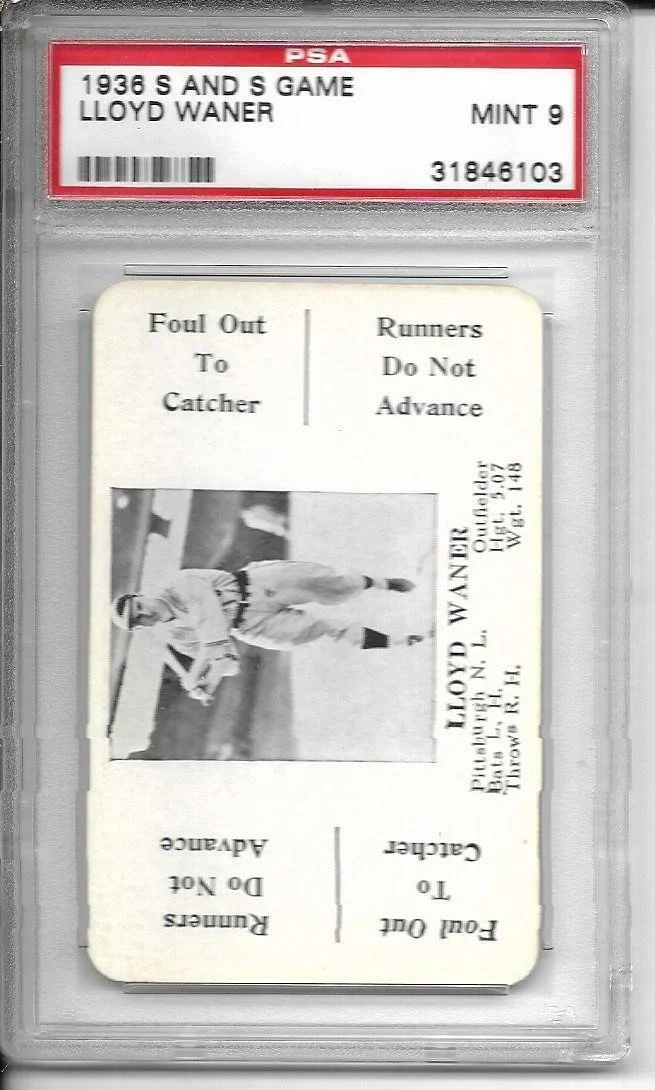 PSA
1936 S AND S GAME
LLOYD WANER
MINT 9
31846103
Foul Out
To
Catcher
Runners
Do Not
Advance
LLOYD WANER
Pittsburgh N. L. Outfielder
Bats L. H. Hgt. 5.07
Throws R. H. Wgt. 148
Foul Out
To
Catcher
Runners
Do Not
Advance